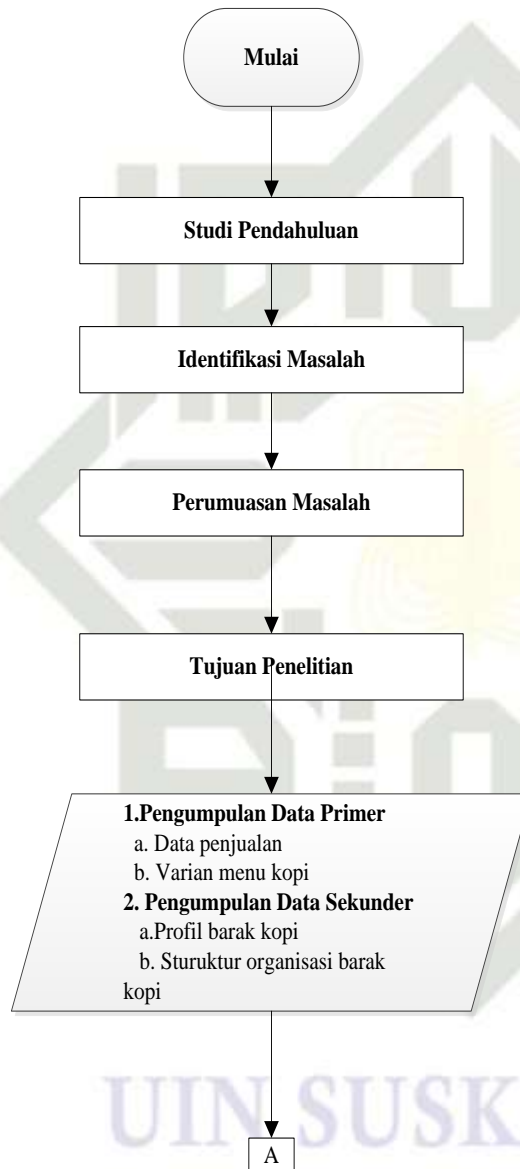 Mulai
Studi Pendahuluan
Identifikasi Masalah
Perumuasan Masalah
Tujuan Penelitian
1.Pengumpulan Data Primer
a. Data penjualan
b. Varian menu kopi
2. Pengumpulan Data Sekunder
a.Profil barak kopi
b. Sturuktur organisasi barak
kopi
UIN SUSK
A